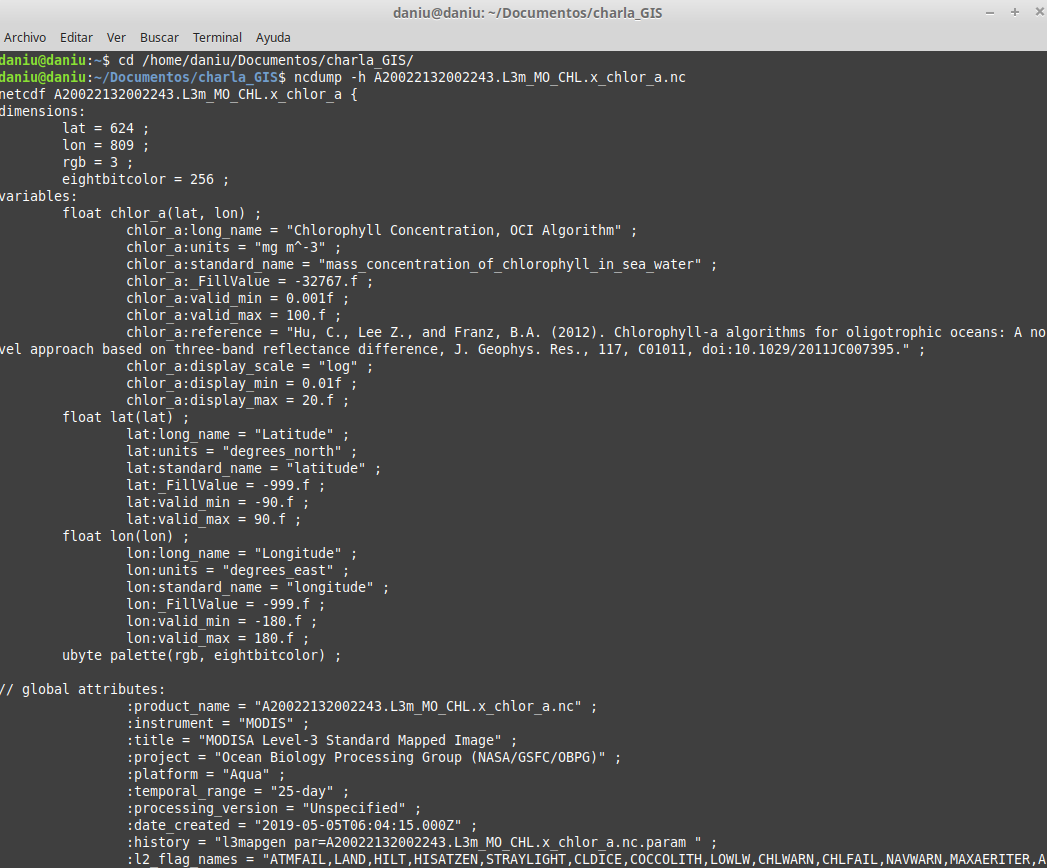 daniu@daniu: ~/Documentos/charla_GIS
Archivo Editar Ver Buscar Terminal Ayuda
daniu@daniu:~$ cd /home/daniu/Documentos/charla_GIS/
daniu@daniu:~/Documentos/charla_GIS$ ncdump -h A20022132002243.L3m_MO_CHL.x_chlor_a.nc
netcdf A20022132002243.L3m_MO_CHL.x_chlor_a {
dimensions:
        lat = 624 ;
        lon = 809 ;
        rgb = 3 ;
        eightbitcolor = 256 ;
variables:
        float chlor_a(lat, lon) ;
                chlor_a:long_name = "Chlorophyll Concentration, OCI Algorithm" ;
                chlor_a:units = "mg m^-3" ;
                chlor_a:standard_name = "mass_concentration_of_chlorophyll_in_sea_water" ;
                chlor_a:_FillValue = -32767.f ;
                chlor_a:valid_min = 0.001f ;
                chlor_a:valid_max = 100.f ;
                chlor_a:reference = "Hu, C., Lee Z., and Franz, B.A. (2012). Chlorophyll-a algorithms for oligotrophic oceans: A no
vel approach based on three-band reflectance difference, J. Geophys. Res., 117, C01011, doi:10.1029/2011JC007395." ;
                chlor_a:display_scale = "log" ;
                chlor_a:display_min = 0.01f ;
                chlor_a:display_max = 20.f ;
        float lat(lat) ;
                lat:long_name = "Latitude" ;
                lat:units = "degrees_north" ;
                lat:standard_name = "latitude" ;
                lat:_FillValue = -999.f ;
                lat:valid_min = -90.f ;
                lat:valid_max = 90.f ;
        float lon(lon) ;
                lon:long_name = "Longitude" ;
                lon:units = "degrees_east" ;
                lon:standard_name = "longitude" ;
                lon:_FillValue = -999.f ;
                lon:valid_min = -180.f ;
                lon:valid_max = 180.f ;
        ubyte palette(rgb, eightbitcolor) ;

// global attributes:
                :product_name = "A20022132002243.L3m_MO_CHL.x_chlor_a.nc" ;
                :instrument = "MODIS" ;
                :title = "MODISA Level-3 Standard Mapped Image" ;
                :project = "Ocean Biology Processing Group (NASA/GSFC/OBPG)" ;
                :platform = "Aqua" ;
                :temporal_range = "25-day" ;
                :processing_version = "Unspecified" ;
                :date_created = "2019-05-05T06:04:15.000Z" ;
                :history = "l3mapgen par=A20022132002243.L3m_MO_CHL.x_chlor_a.nc.param " ;
                :l2_flag_names = "ATMFAIL,LAND,HILT,HISATZEN,STRAYLIGHT,CLDICE,COCCOLITH,LOWLW,CHLWARN,CHLFAIL,NAVWARN,MAXAERITER,A